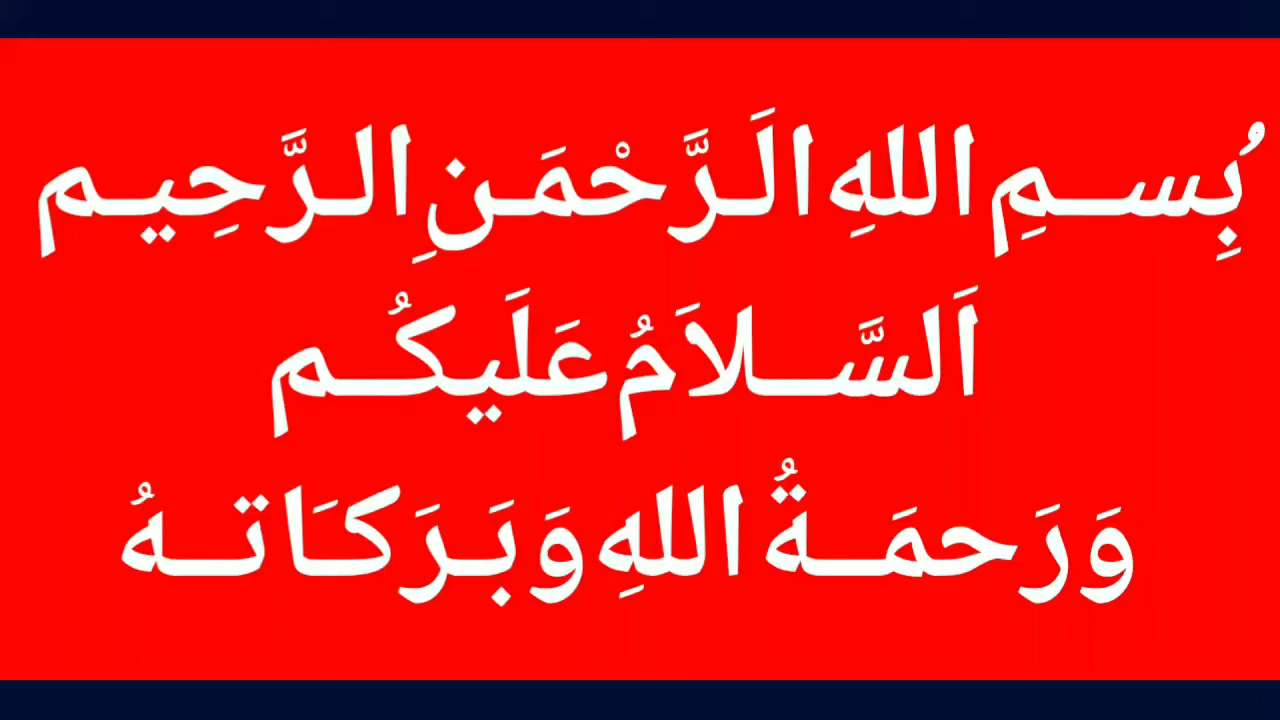 بُِسمِ اللهِ الَرَّحْمَنِ الرَّحِيم
اَلسَّلاَمُ عَلَيكُم
وَرَحمَةُ اللهِ وَبَرَكَاتهُ